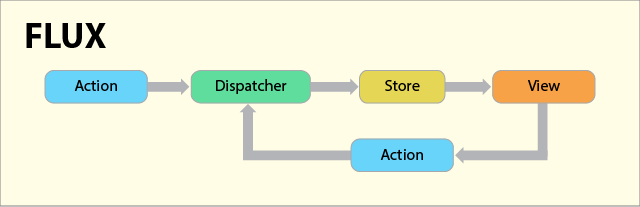 FLUX
Action
Dispatcher
Store
View
Action